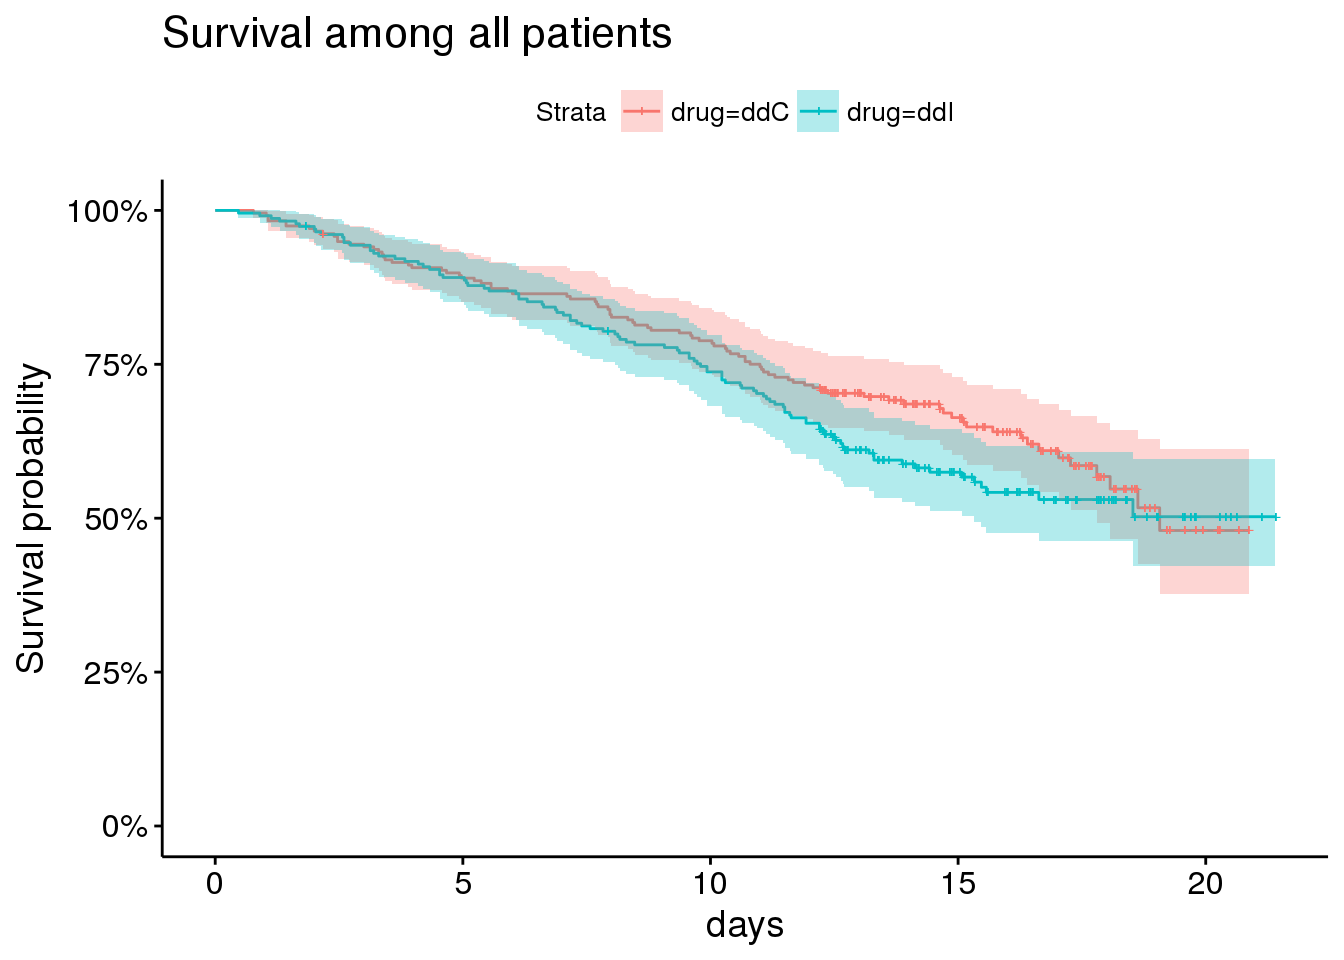 Survival among all patients
Strata drug=ddC drug=ddI
Survival probability
100%
75%
50%
25%
0%
0 5 10 15 20
days